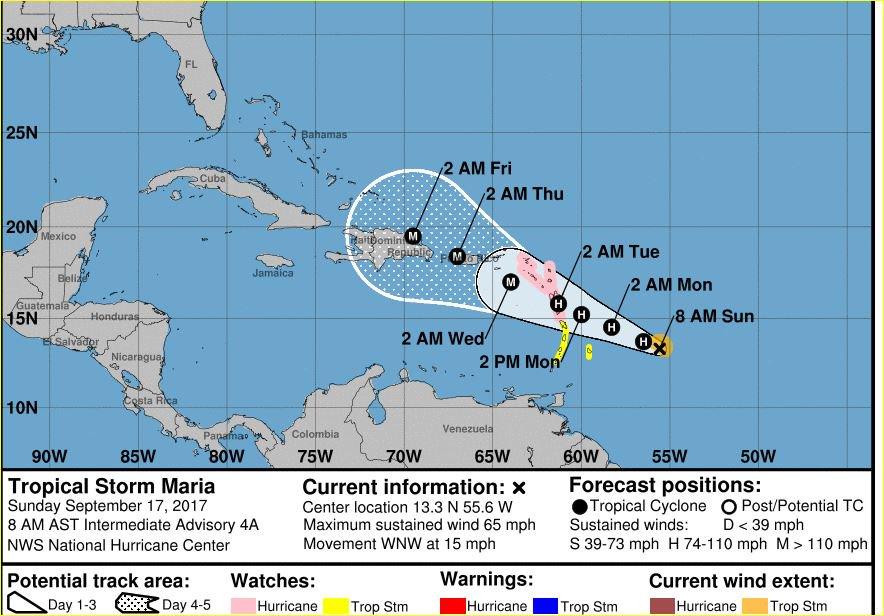 30N
FL
25N
Bahamas
2 AM Fri
Cuba
2 AM Thu
20N
Mexico
Haiti
Domini
Republic
Puerto Rico
2 AM Tue
Belize
Jamaica
2 AM Mon
Guatemala
Honduras
15N
8 AM Sun
El Salvador
2 AM Wed
Nicaragua
2 PM Mon
Costa Rica
10N
Panama
Colombia
Venezuela
90W 85W 80W 75W 70W 65W 60W 55W 50W
M
M
M
H
H
H
H
Tropical Storm Maria
Sunday September 17, 2017
8 AM AST Intermediate Advisory 4A
NWS National Hurricane Center
Current information: x
Center location 13.3 N 55.6 W
Maximum sustained wind 65 mph
Movement WNW at 15 mph
Forecast positions:
Tropical Cyclone Post/Potential TC
Sustained winds: D < 39 mph
S 39-73 mph H 74-110 mph M > 110 mph
Potential track area:
Day 1-3 Day 4-5
Watches:
Hurricane Trop Stm
Warnings:
Hurricane Trop Stm
Current wind extent:
Hurricane Trop Stm